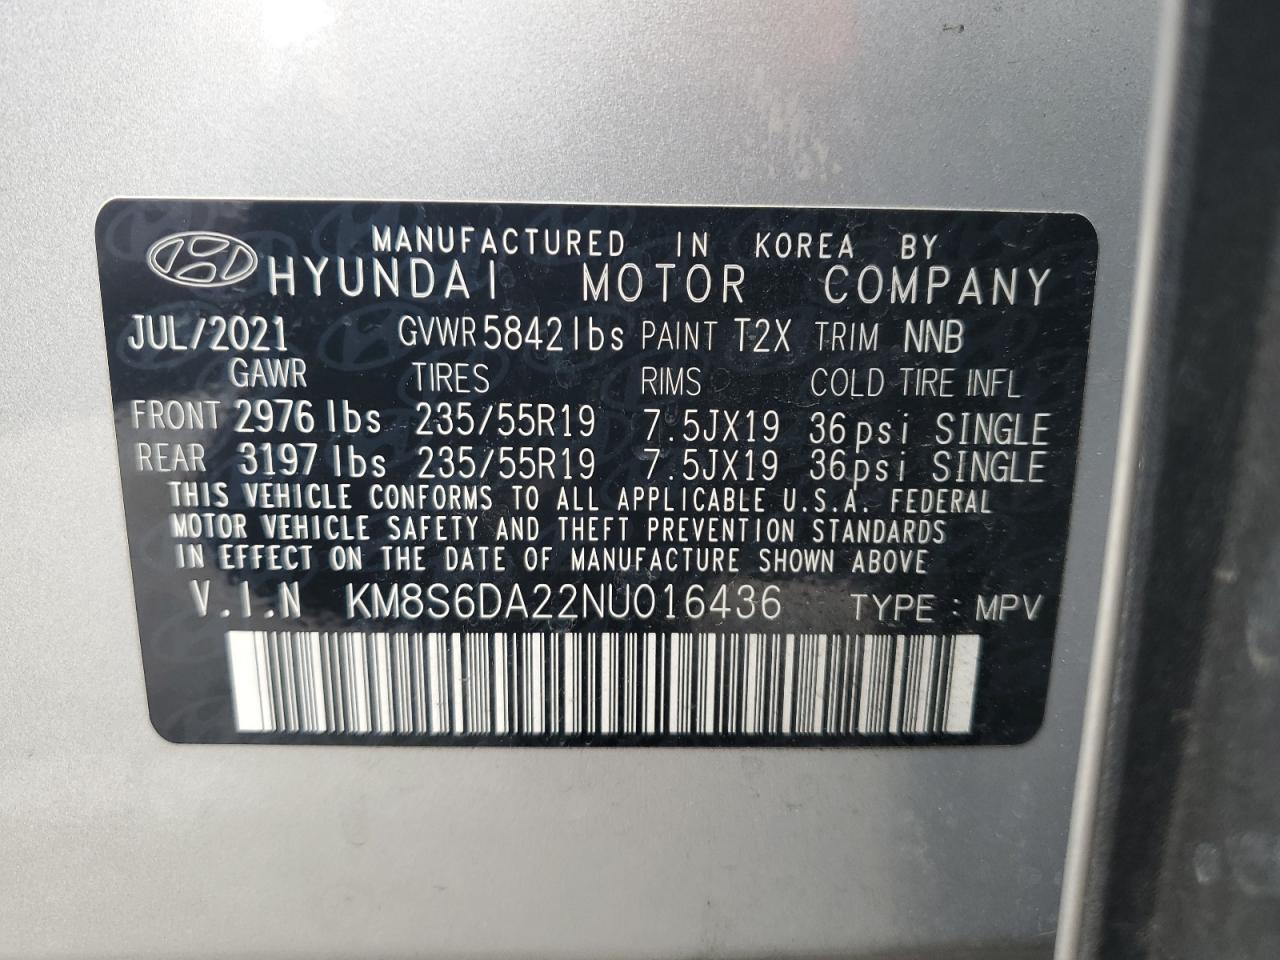 MANUFACTURED IN KOREA BY
HYUNDAI MOTOR COMPANY
JUL/2021 GVWR 5842 lbs PAINT T2X TRIM NNB
GAWR TIRES RIMS COLD TIRE INFL
FRONT 2976 lbs 235/55R19 7.5JX19 36psi SINGLE
REAR 3197 lbs 235/55R19 7.5JX19 36psi SINGLE
THIS VEHICLE CONFORMS TO ALL APPLICABLE U.S.A. FEDERAL
MOTOR VEHICLE SAFETY AND THEFT PREVENTION STANDARDS
IN EFFECT ON THE DATE OF MANUFACTURE SHOWN ABOVE
V.I.N KM8S6DA22NU016436 TYPE : MPV